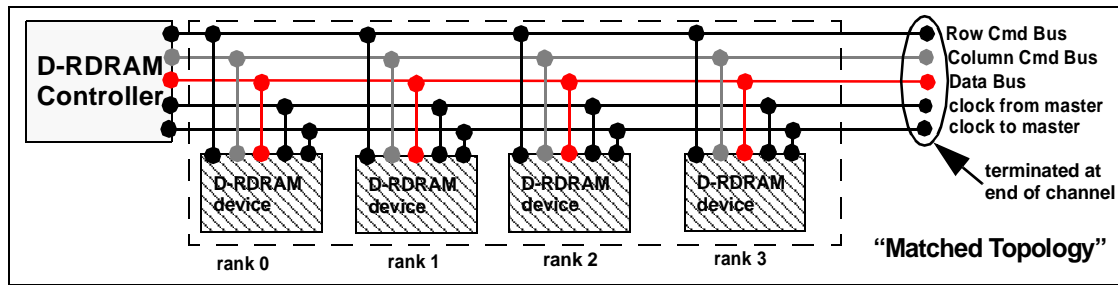 D-RDRAM
Controller
Row Cmd Bus
Column Cmd Bus
Data Bus
clock from master
clock to master
terminated at
end of channel
D-RDRAM
device
D-RDRAM
device
D-RDRAM
device
D-RDRAM
device
rank 0
rank 1
rank 2
rank 3
“Matched Topology”